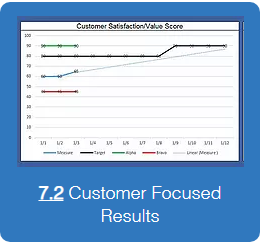 Customer Satisfaction/Value Score
100
90
80
70
60
50
40
30
20
10
0
1/1 1/2 1/3 1/4 1/5 1/6 1/7 1/8 1/9 1/10 1/11 1/12
Measure Target Alpha Bravo Linear (Measure)
7.2 Customer Focused
Results